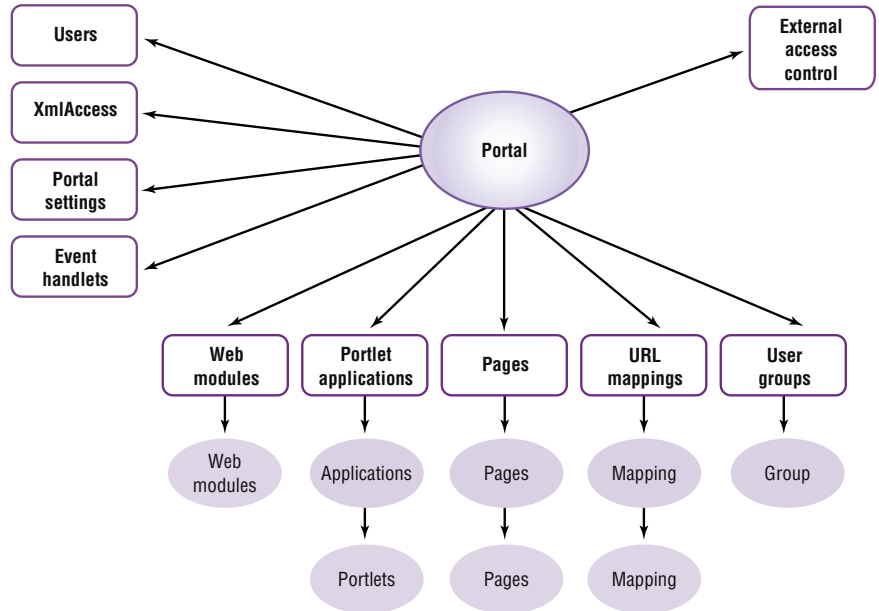 Users
External
access
control
XmlAccess
Portal
Portal
settings
Event
handlets
Web
modules
Portlet
applications
Pages
URL
mappings
User
groups
Web
modules
Applications
Pages
Mapping
Group
Portlets
Pages
Mapping